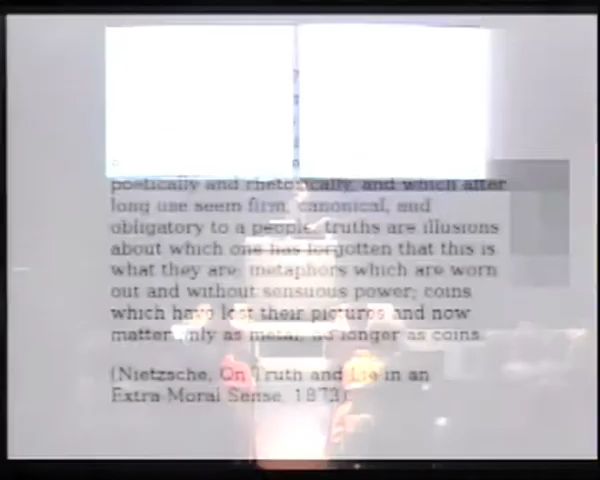 poetically and rhetorically, and which after
long use seem firm, canonical, and
obligatory to a people, truths are illusions
about which one has forgotten that this is
what they are; metaphors which are worn
out and without sensuous power; coins
which have lost their pictures and now
matter only as metal, no longer as coins.
(Nietzsche, On Truth and Lie in an
Extra-Moral Sense, 1873)